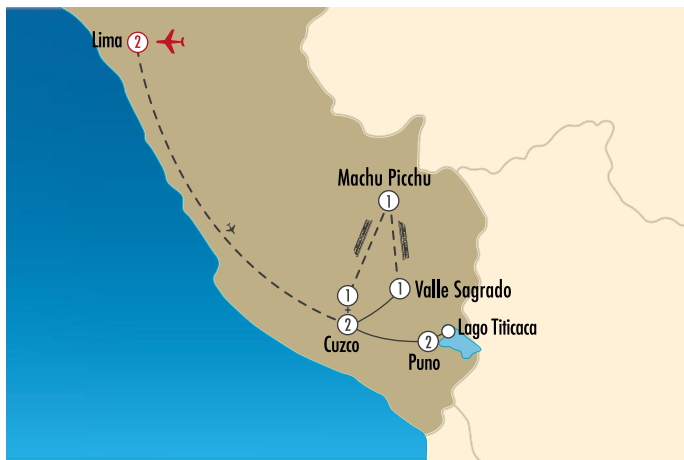 Lima 2
Machu Picchu
1
1
1 Valle Sagrado
+
2
Cuzco
Lago Titicaca
2
Puno